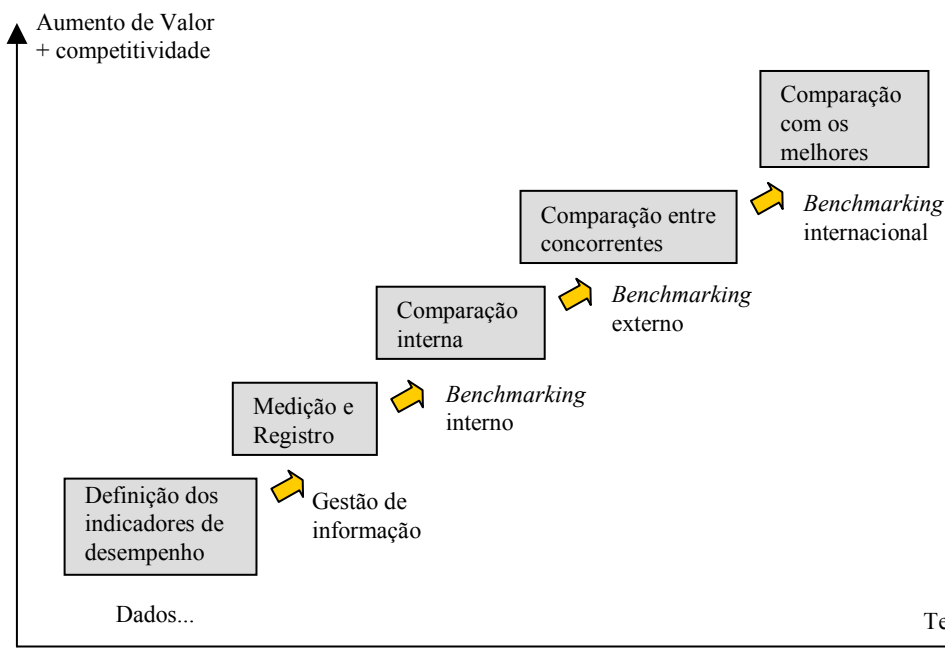 Aumento de Valor
+ competitividade
Comparação
com os
melhores
Benchmarking
internacional
Comparação entre
concorrentes
Benchmarking
externo
Comparação
interna
Benchmarking
interno
Medição e
Registro
Gestão de
informação
Definição dos
indicadores de
desempenho
Dados...
Te